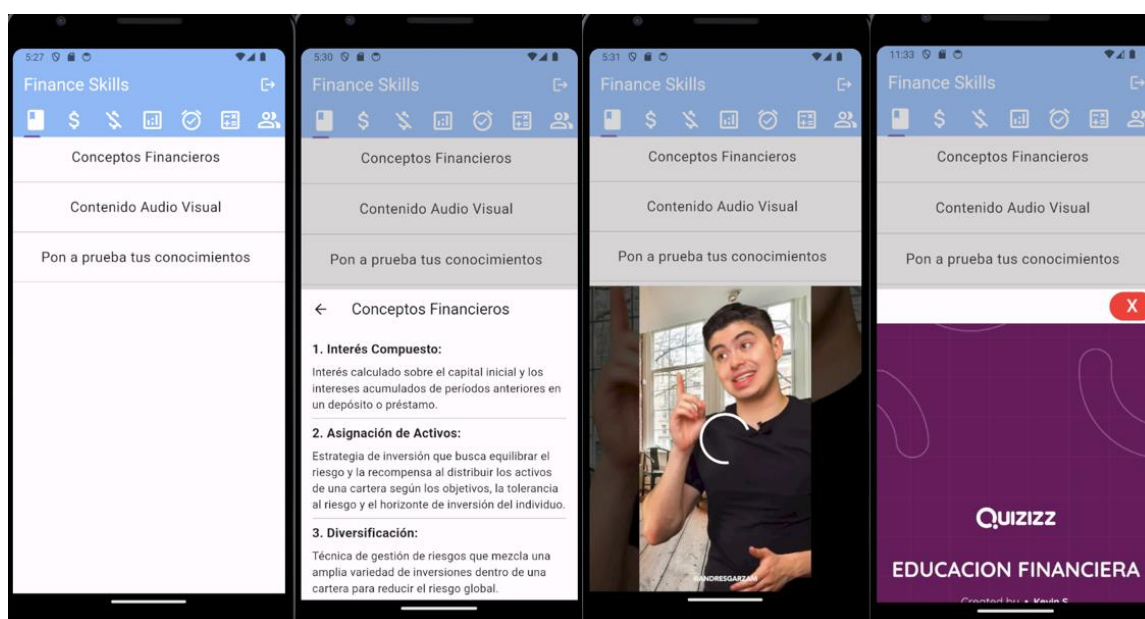 5:27
Finance Skills
Conceptos Financieros
Contenido Audio Visual
Pon a prueba tus conocimientos
5:30
Finance Skills
Conceptos Financieros
Contenido Audio Visual
Pon a prueba tus conocimientos
Conceptos Financieros
1. Interés Compuesto:
Interés calculado sobre el capital inicial y los
intereses acumulados de períodos anteriores en
un depósito o préstamo.
2. Asignación de Activos:
Estrategia de inversión que busca equilibrar el
riesgo y la recompensa al distribuir los activos
de una cartera según los objetivos, la tolerancia
al riesgo y el horizonte de inversión del individuo.
3. Diversificación:
Técnica de gestión de riesgos que mezcla una
amplia variedad de inversiones dentro de una
cartera para reducir el riesgo global.
5:31
Finance Skills
Conceptos Financieros
Contenido Audio Visual
Pon a prueba tus conocimientos
@ANDRESGARZAM
11:33
Finance Skills
Conceptos Financieros
Contenido Audio Visual
Pon a prueba tus conocimientos
X
QUIZIZZ
EDUCACION FINANCIERA
Created by • Kevin S